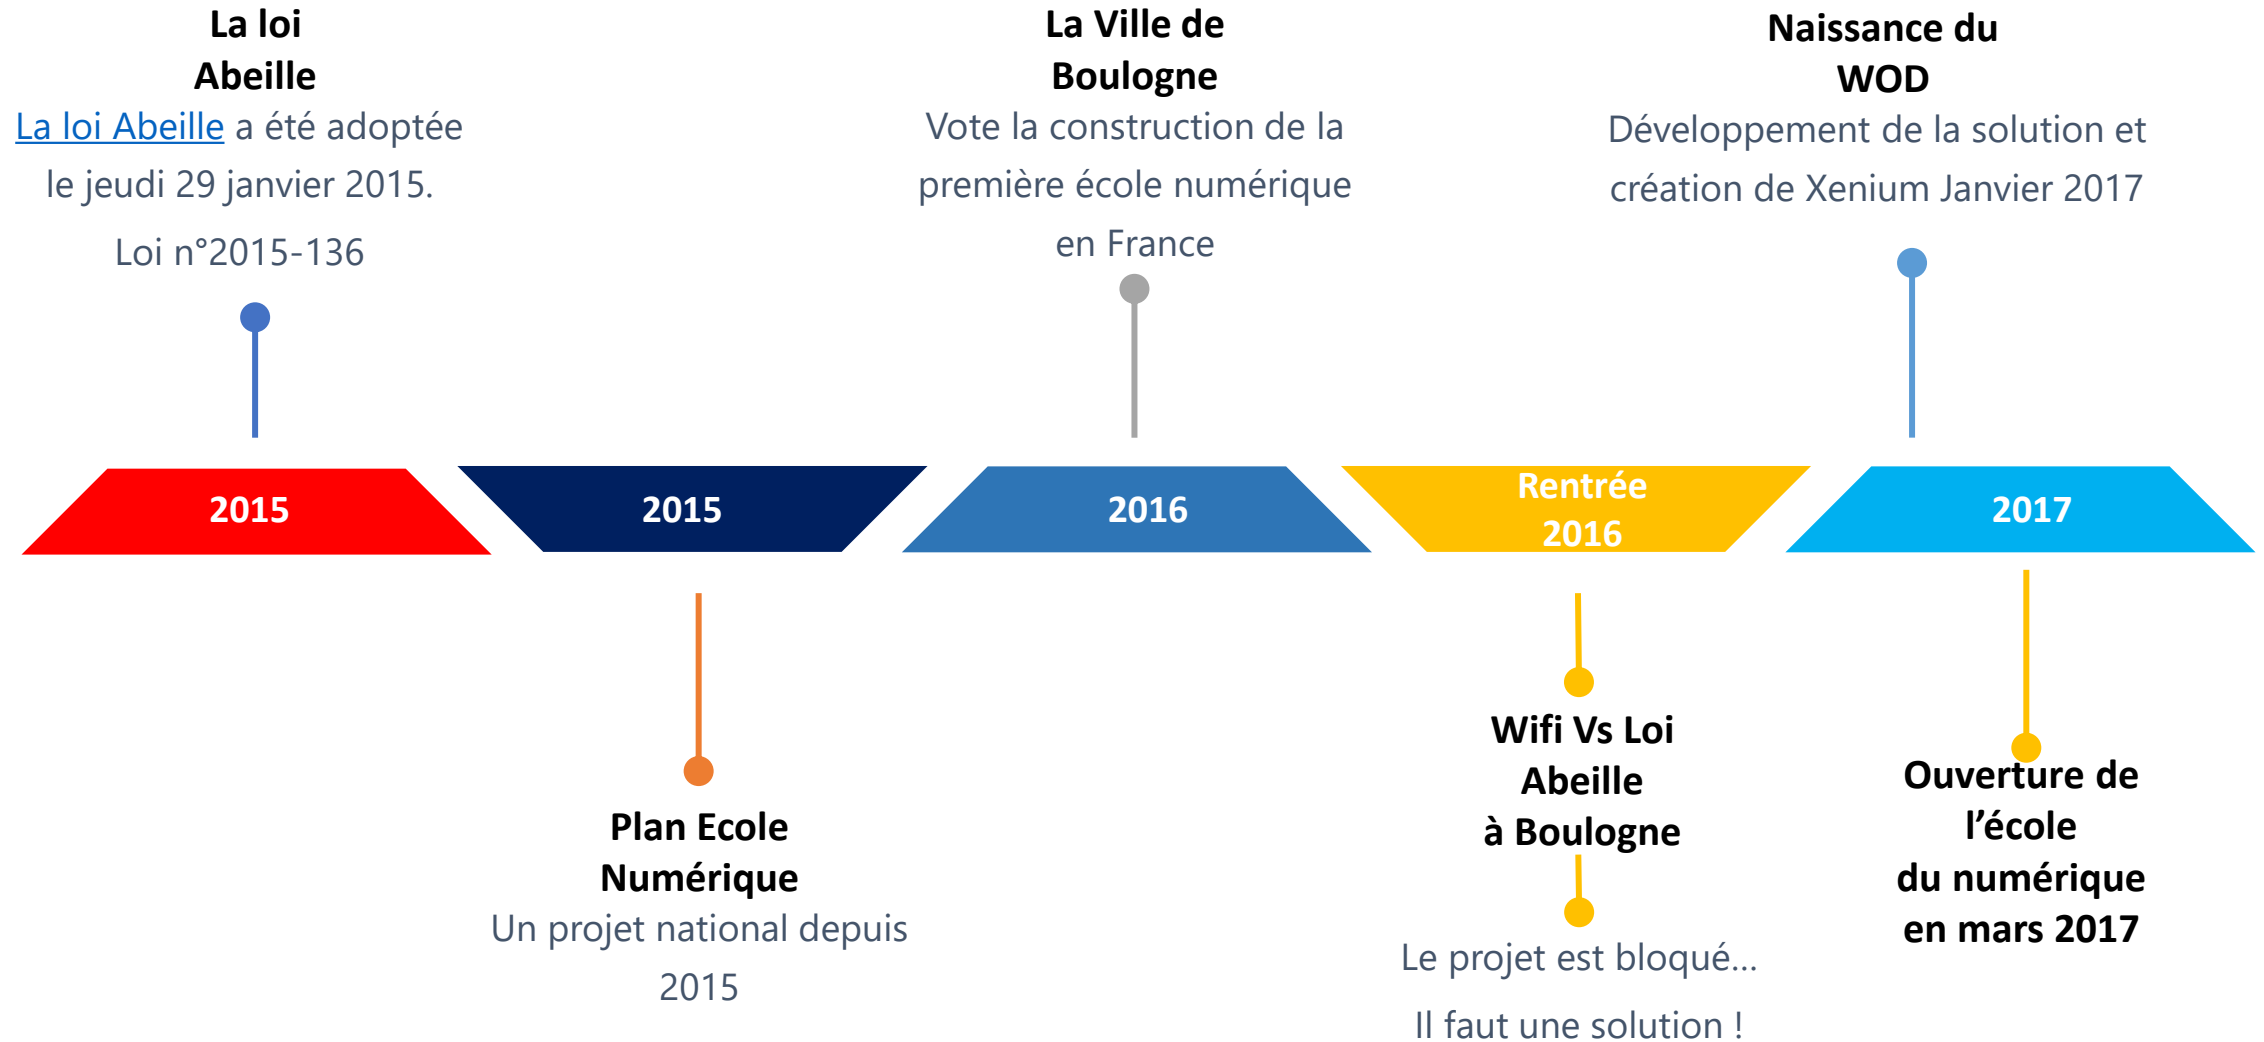 La loi
Abeille
La loi Abeille a été adoptée
le jeudi 29 janvier 2015.
Loi n°2015-136
La Ville de
Boulogne
Vote la construction de la
première école numérique
en France
Naissance du
WOD
Développement de la solution et
création de Xenium Janvier 2017
2015
2015
2016
Rentrée
2016
2017
Plan Ecole
Numérique
Un projet national depuis
2015
Wifi Vs Loi
Abeille
à Boulogne
Le projet est bloqué...
Il faut une solution !
Ouverture de
l’école
du numérique
en mars 2017